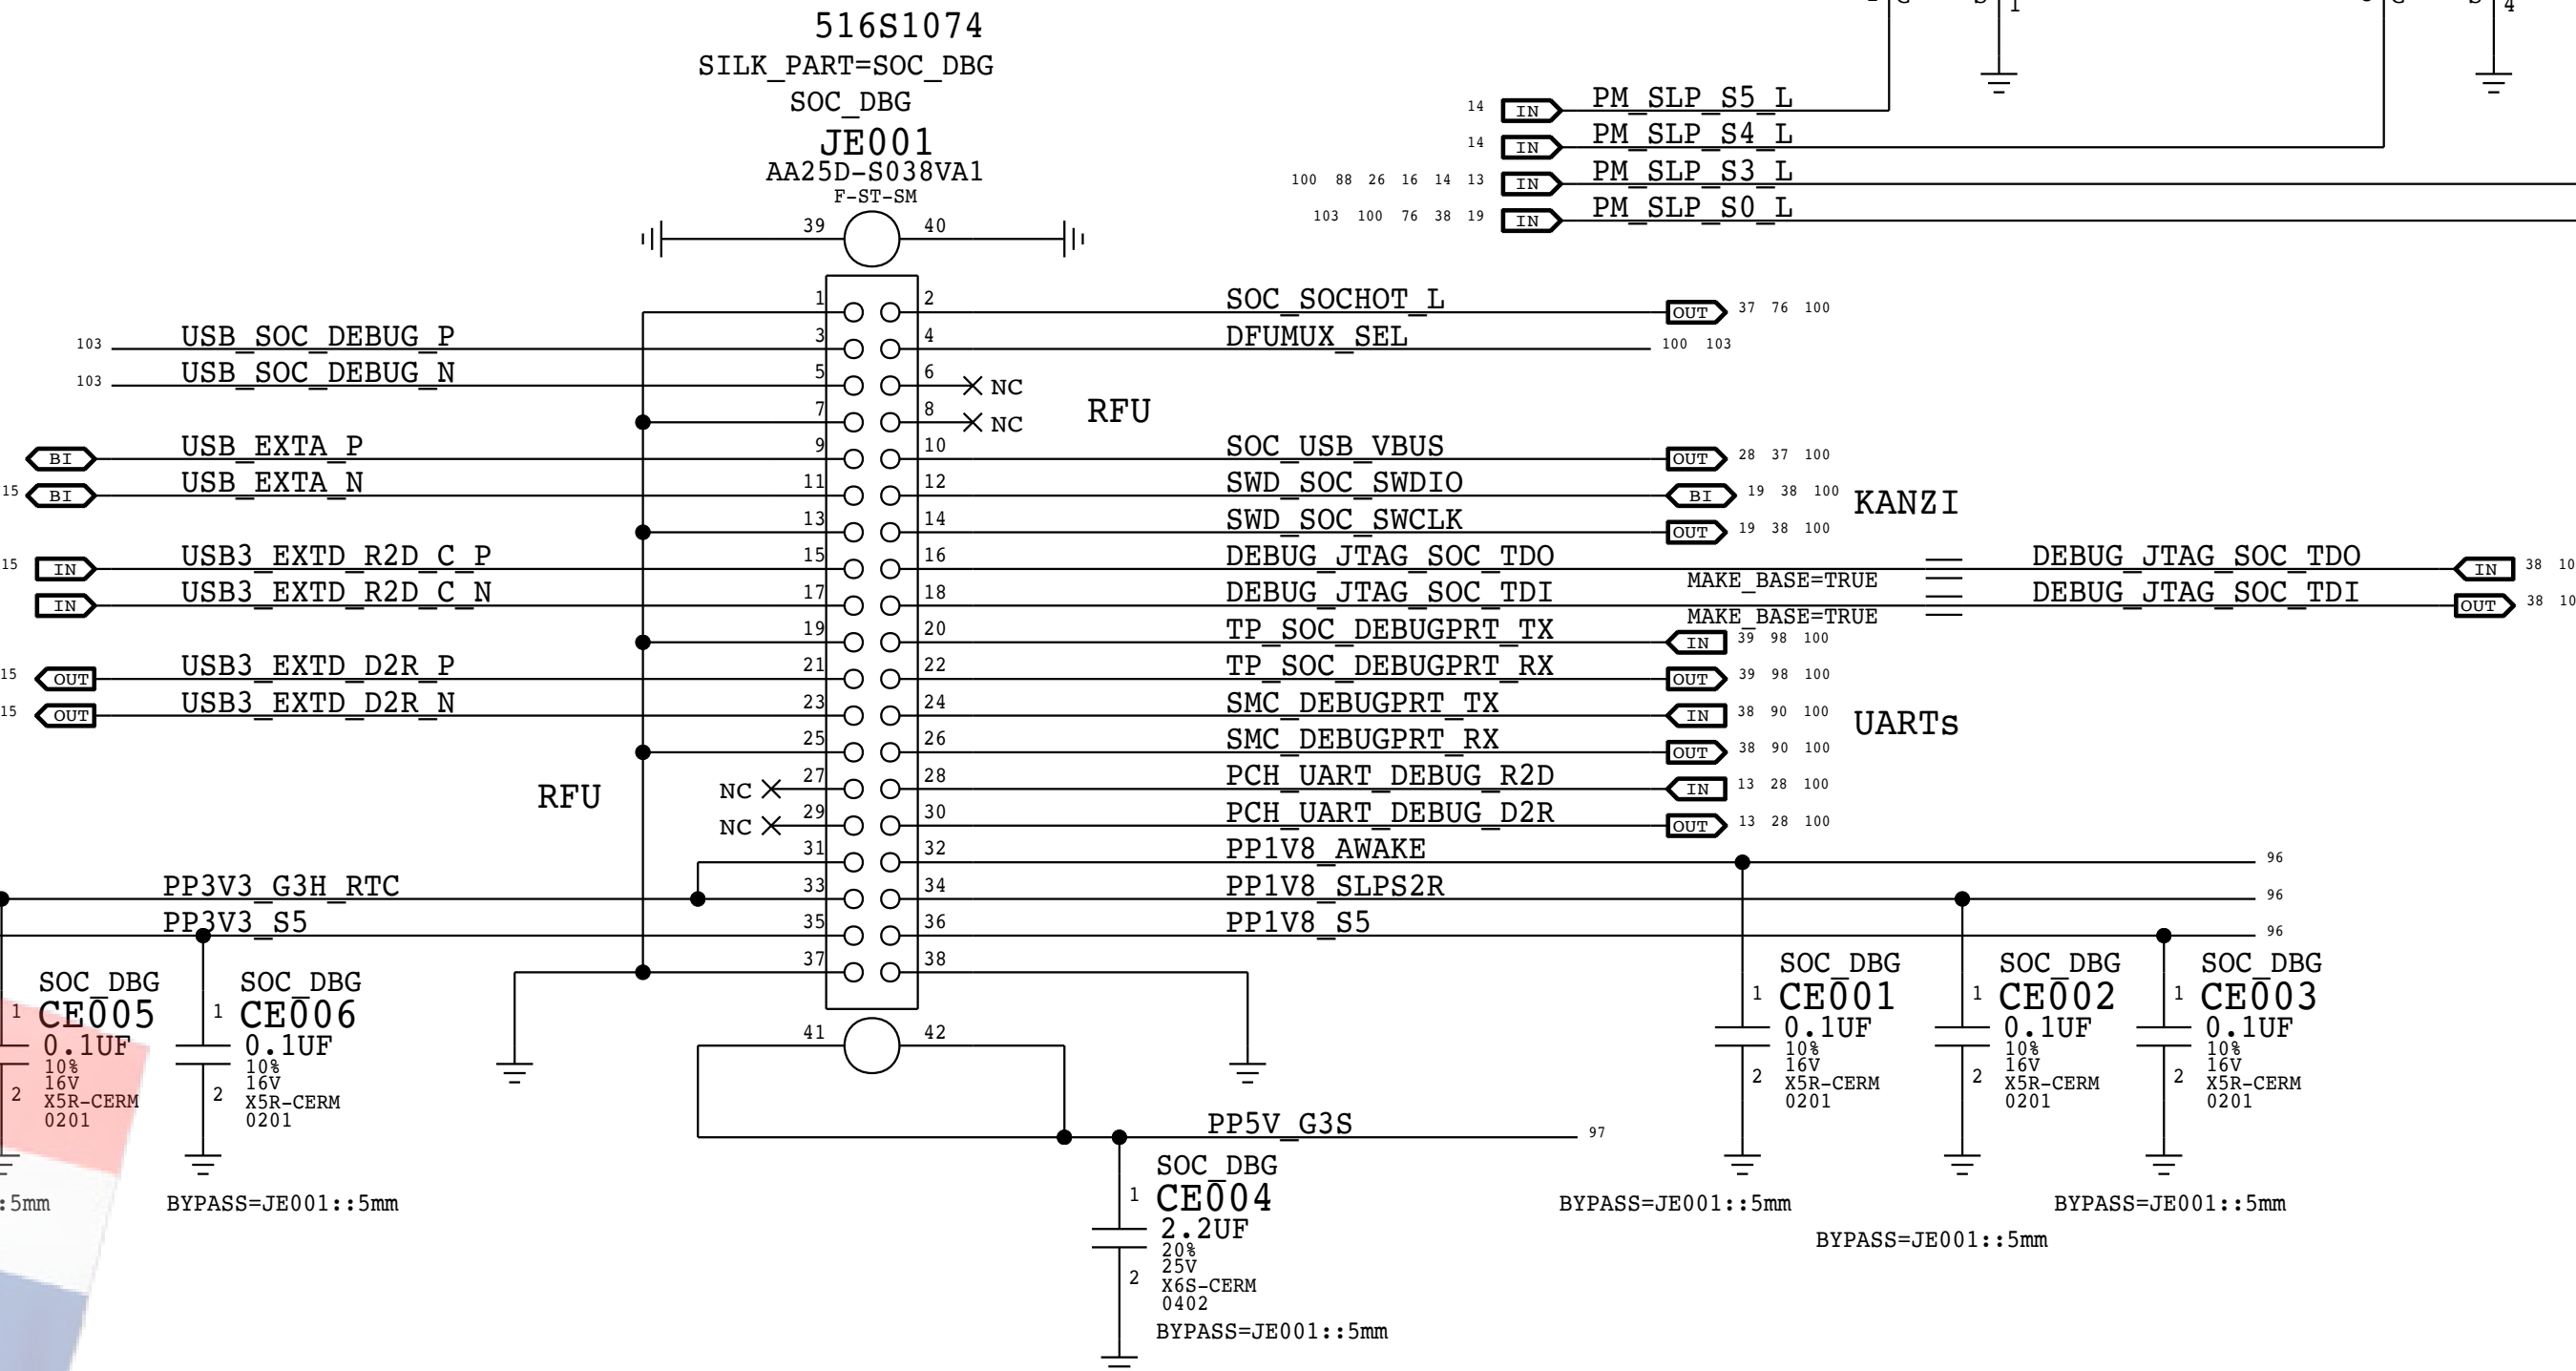 516S1074
SILK_PART=SOC_DBG
SOC_DBG
JE001
AA25D-S038VA1
F-ST-SM
39 40
1 4
14 IN PM_SLP_S5_L
14 IN PM_SLP_S4_L
100 88 26 16 14 13 IN PM_SLP_S3_L
103 100 76 38 19 IN PM_SLP_S0_L
1 2 SOC_SOCHOT_L OUT 37 76 100
103 USB_SOC_DEBUG_P 3 4 DFUMUX_SEL 100 103
103 USB_SOC_DEBUG_N 5 6 NC
7 8 NC RFU
BI USB_EXTA_P 9 10 SOC_USB_VBUS OUT 28 37 100
15 BI USB_EXTA_N 11 12 SWD_SOC_SWDIO BI 19 38 100 KANZI
13 14 SWD_SOC_SWCLK OUT 19 38 100
15 IN USB3_EXTD_R2D_C_P 15 16 DEBUG_JTAG_SOC_TDO DEBUG_JTAG_SOC_TDO IN 38 10
MAKE_BASE=TRUE
IN USB3_EXTD_R2D_C_N 17 18 DEBUG_JTAG_SOC_TDI DEBUG_JTAG_SOC_TDI OUT 38 10
MAKE_BASE=TRUE
19 20 TP_SOC_DEBUGPRT_TX IN 39 98 100
15 OUT USB3_EXTD_D2R_P 21 22 TP_SOC_DEBUGPRT_RX OUT 39 98 100
15 OUT USB3_EXTD_D2R_N 23 24 SMC_DEBUGPRT_TX IN 38 90 100 UARTs
25 26 SMC_DEBUGPRT_RX OUT 38 90 100
RFU NC 27 28 PCH_UART_DEBUG_R2D IN 13 28 100
NC 29 30 PCH_UART_DEBUG_D2R OUT 13 28 100
31 32 PP1V8_AWAKE 96
PP3V3_G3H_RTC 33 34 PP1V8_SLPS2R 96
PP3V3_S5 35 36 PP1V8_S5 96
37 38
41 42
SOC_DBG
1 CE005
0.1UF
10%
16V
2 X5R-CERM
0201
:5mm
SOC_DBG
1 CE006
0.1UF
10%
16V
2 X5R-CERM
0201
BYPASS=JE001::5mm
PP5V_G3S 97
SOC_DBG
1 CE004
2.2UF
20%
25V
2 X6S-CERM
0402
BYPASS=JE001::5mm
SOC_DBG
1 CE001
0.1UF
10%
16V
2 X5R-CERM
0201
BYPASS=JE001::5mm
SOC_DBG
1 CE002
0.1UF
10%
16V
2 X5R-CERM
0201
BYPASS=JE001::5mm
SOC_DBG
1 CE003
0.1UF
10%
16V
2 X5R-CERM
0201
BYPASS=JE001::5mm